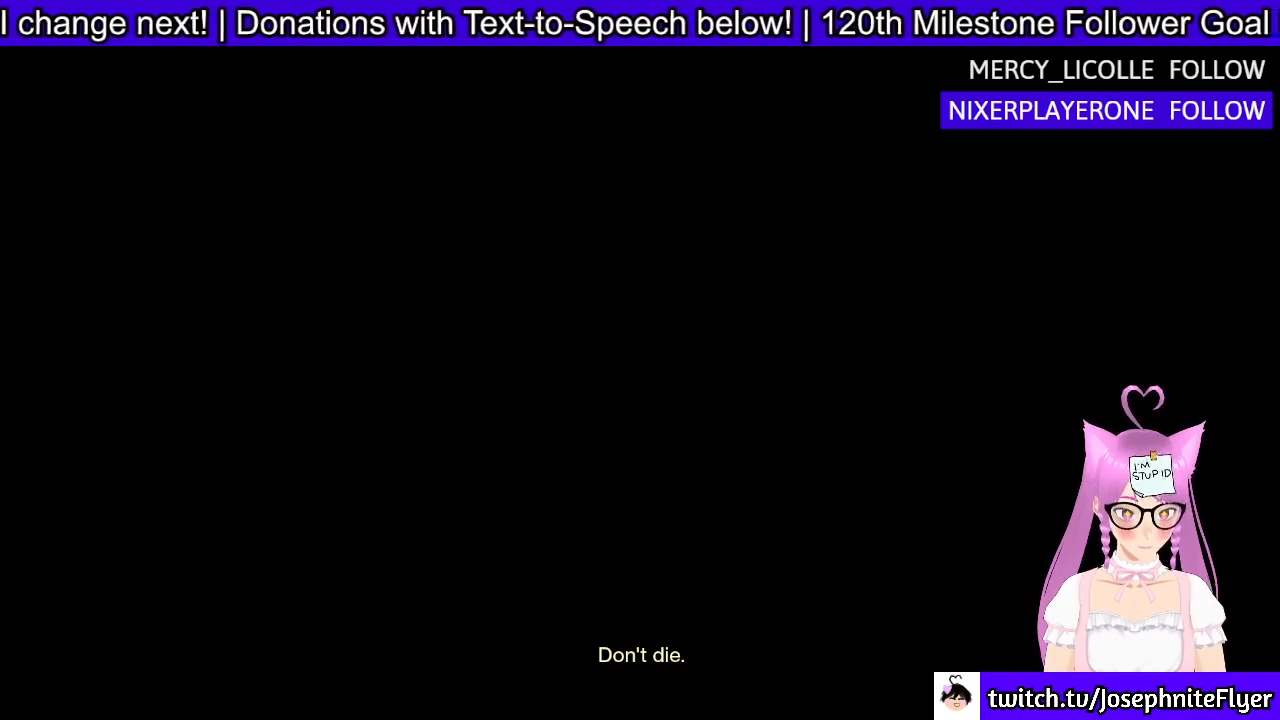 I change next! | Donations with Text-to-Speech below! | 120th Milestone Follower Goal
MERCY_LICOLLE FOLLOW
NIXERPLAYERONE FOLLOW
I'M
STUPID
Don't die.
twitch.tv/JosephniteFlyer